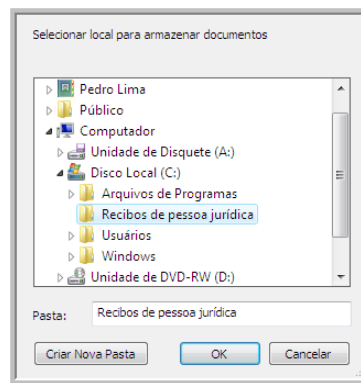 Selecionar local para armazenar documentos
Pedro Lima
Público
Computador
Unidade de Disquete (A:)
Disco Local (C:)
Arquivos de Programas
Recibos de pessoa jurídica
Usuários
Windows
Unidade de DVD-RW (D:)
Pasta: Recibos de pessoa jurídica
Criar Nova Pasta OK Cancelar